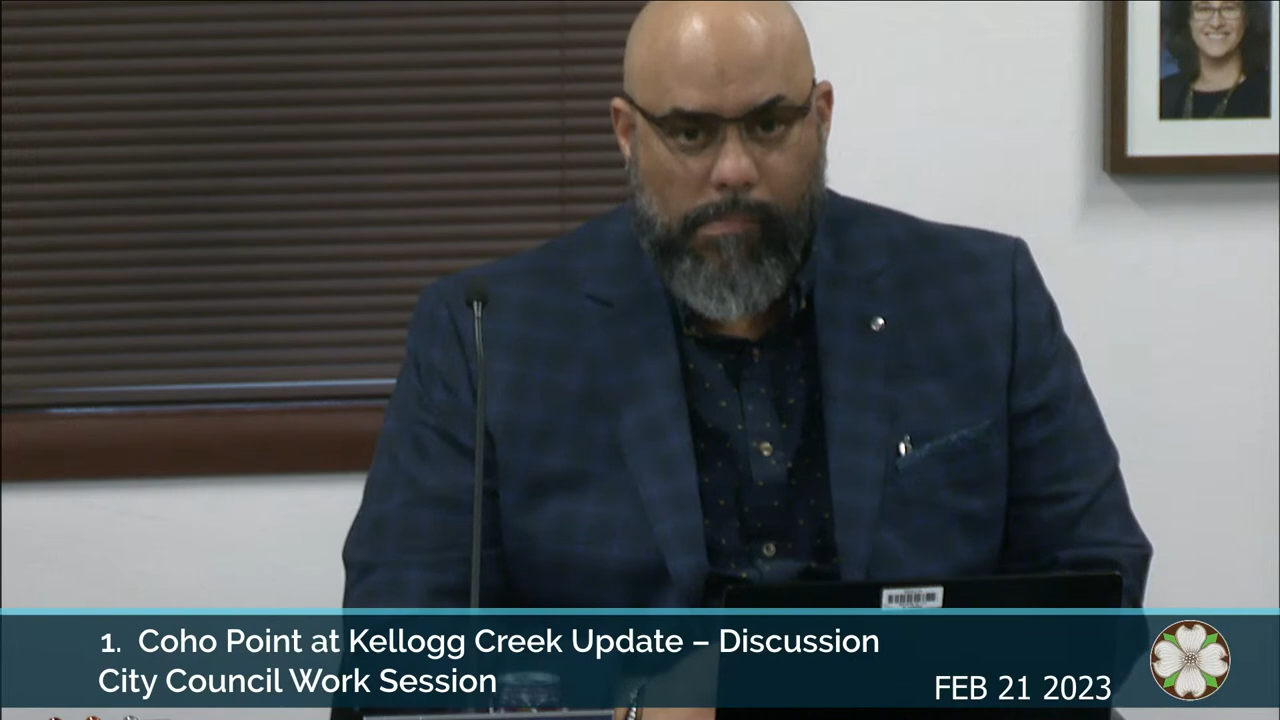 1. Coho Point at Kellogg Creek Update – Discussion
City Council Work Session
FEB 21 2023